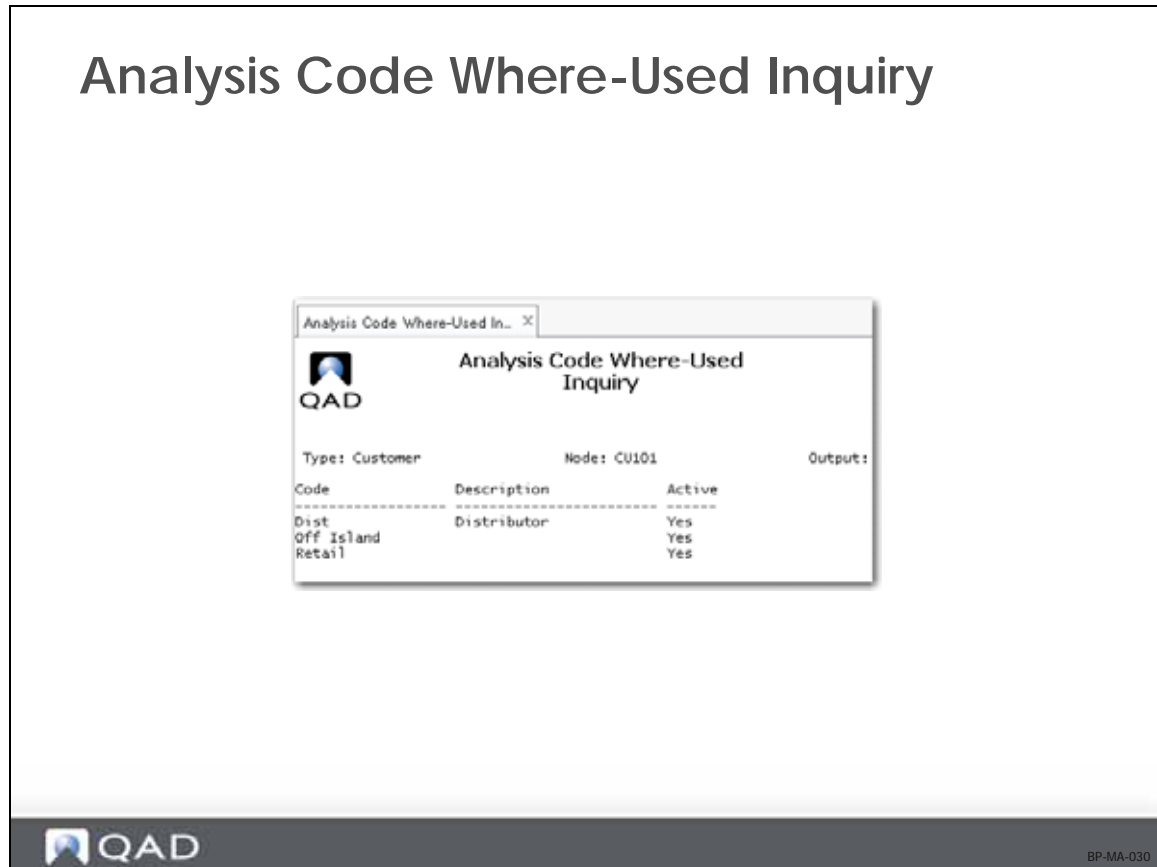 Analysis Code Where-Used Inquiry
Analysis Code Where-Used In... X
QAD
Analysis Code Where-Used
Inquiry
Type: Customer Node: CU101 Output:
Code Description Active
------------------ ------------------------ ------
Dist Distributor Yes
Off Island Yes
Retail Yes
QAD
BP-MA-030